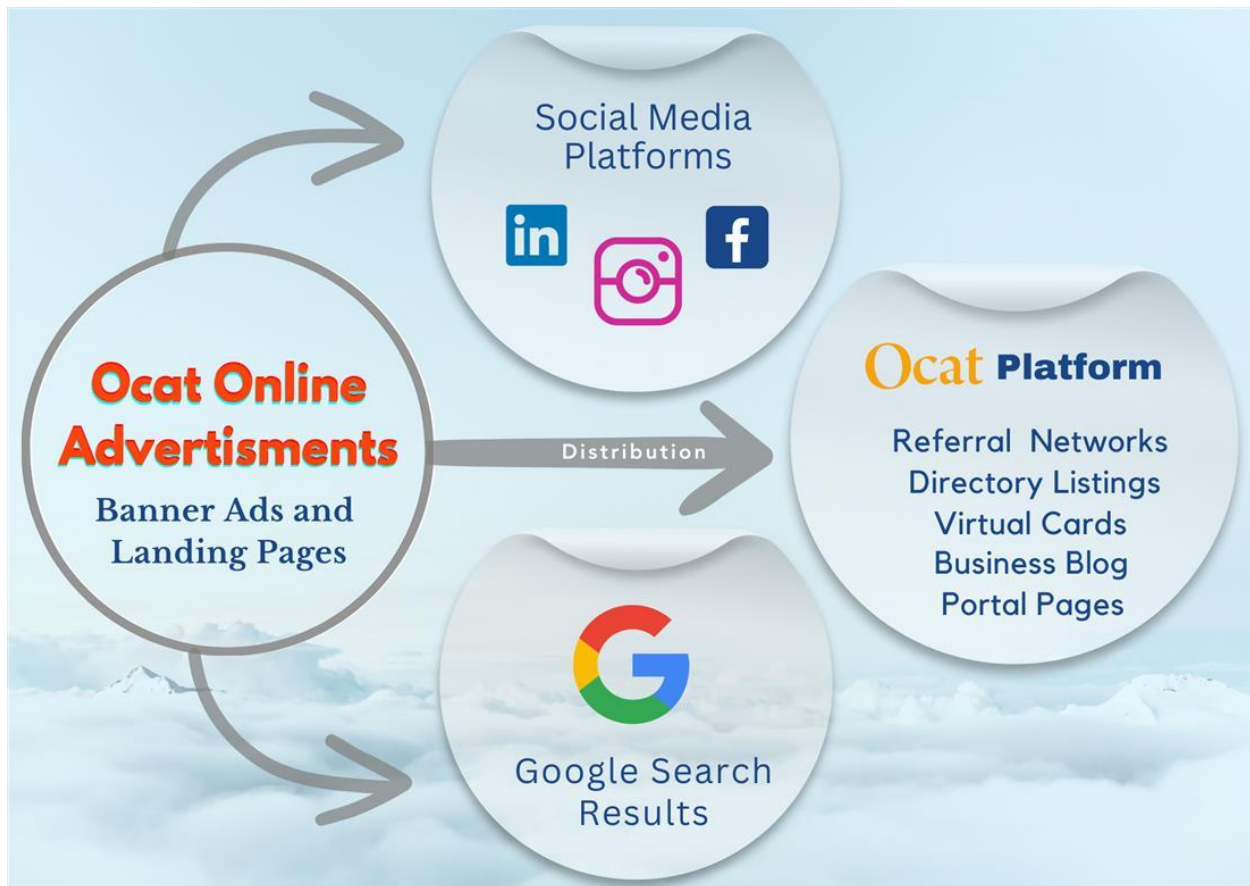 Social Media
Platforms
in
f
Ocat Online
Advertisments
Banner Ads and
Landing Pages
Distribution
Ocat Platform
Referral Networks
Directory Listings
Virtual Cards
Business Blog
Portal Pages
G
Google Search
Results